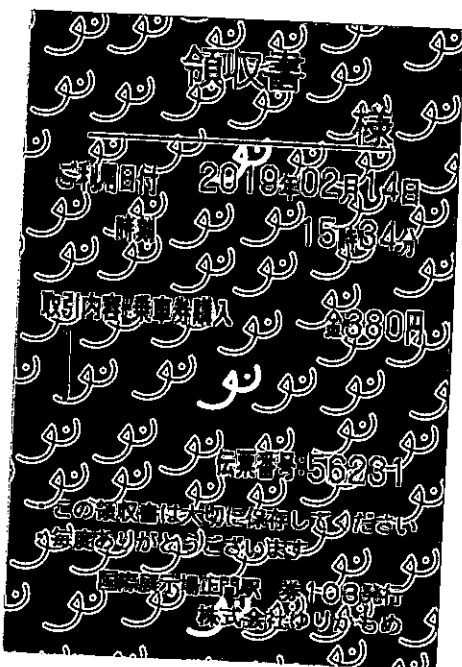 領収書
様
ご利用日付 2019年02月14日
時刻 15時34分
取引内容:乗車券購入 金380円
伝票番号:56231
この領収書は大切に保存してください
毎度ありがとうございます
国際展示場正門駅 券103発行
株式会社ゆりかもめ